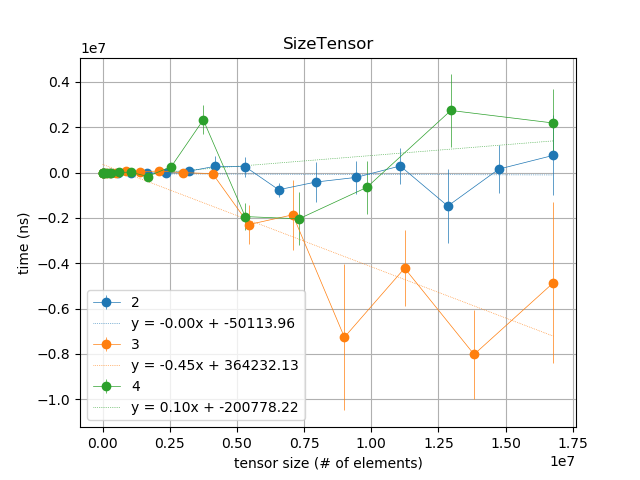 SizeTensor
1e7
0.4
0.2
0.0
−0.2
−0.4
−0.6
−0.8
−1.0
time (ns)
2
y = -0.00x + -50113.96
3
y = -0.45x + 364232.13
4
y = 0.10x + -200778.22
0.00 0.25 0.50 0.75 1.00 1.25 1.50 1.75
tensor size (# of elements)
1e7